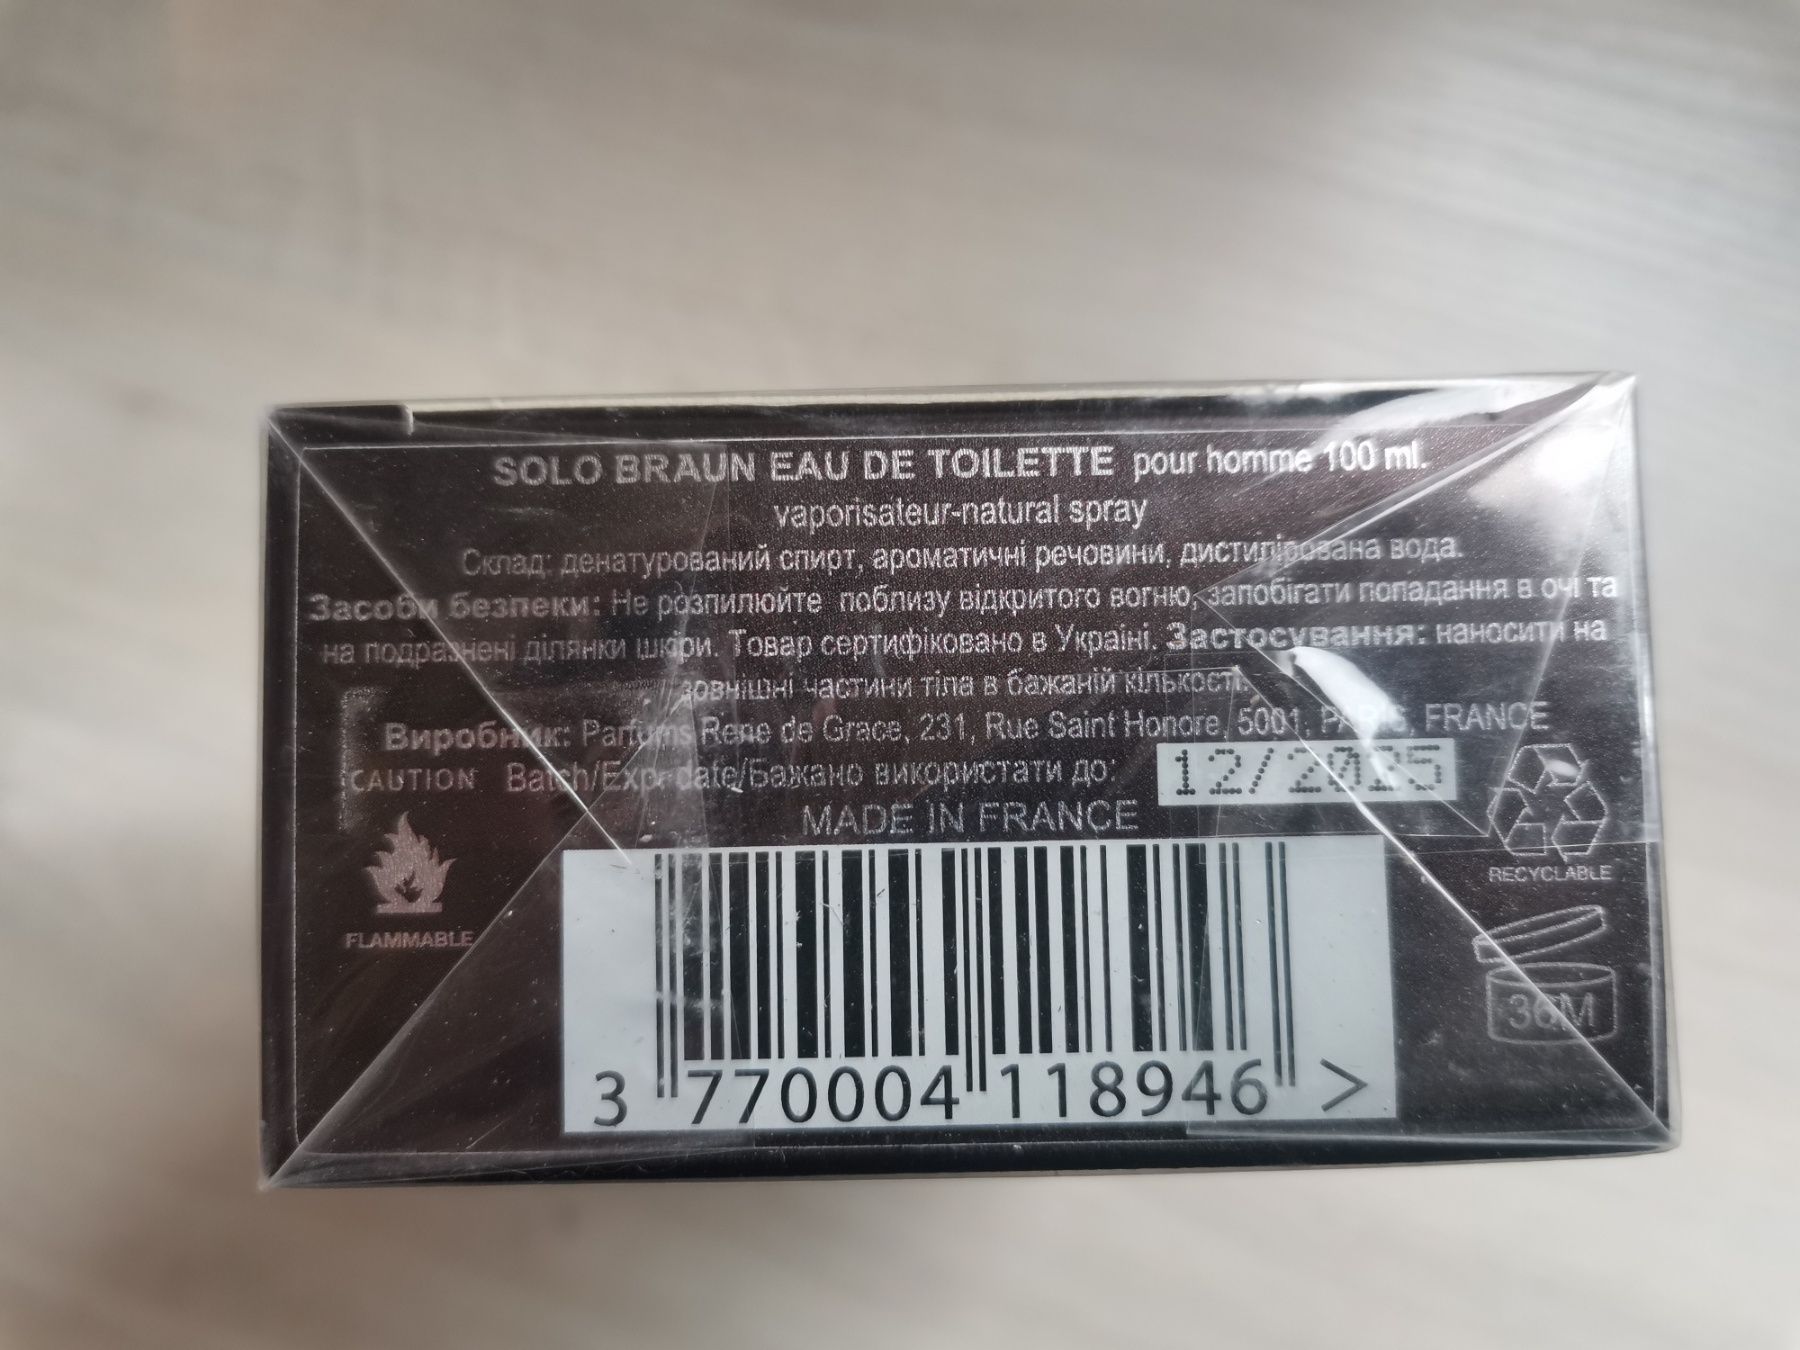 SOLO BRAUN EAU DE TOILETTE pour homme 100 ml.
vaporisateur-natural spray
Склад: денатурований спирт, ароматичні речовини, дистилірована вода.
Засоби безпеки: Не розпилюйте поблизу відкритого вогню, запобігати попадання в очі та
на подразнені ділянки шкіри. Товар сертифіковано в Україні. Застосування: наносити на
зовнішні частини тіла в бажаній кількості.
Виробник: Parfums Rene de Grace, 231, Rue Saint Honore, 5001, PARIS, FRANCE
CAUTION Batch/Expr date/Бажано використати до: 12/2025
MADE IN FRANCE
FLAMMABLE
RECYCLABLE
36M
3 770004 118946 >